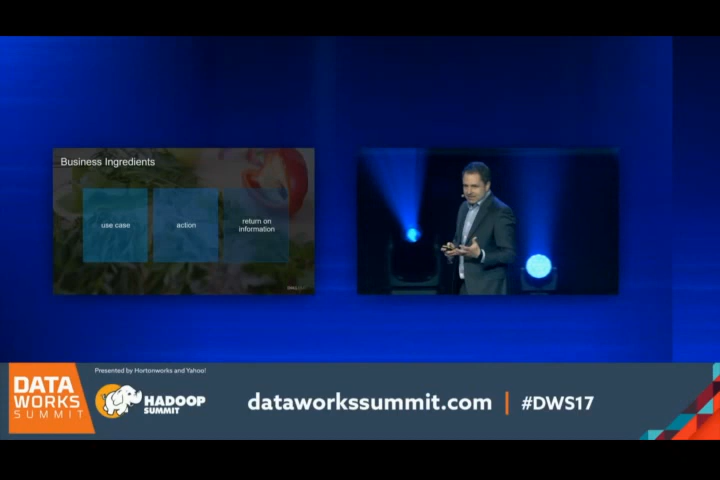 Business Ingredients
use case
action
return on
information
Presented by Hortonworks and Yahoo!
DATA
WORKS
SUMMIT
HADOOP
SUMMIT
dataworkssummit.com
#DWS17